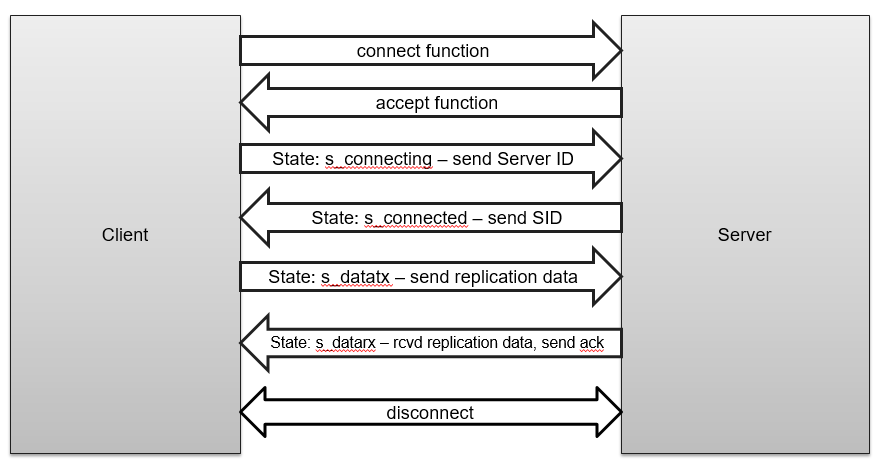 connect function
accept function
State: s_connecting – send Server ID
State: s_connected – send SID
Client
Server
State: s_datatx – send replication data
State: s_datarx – rcvd replication data, send ack
disconnect